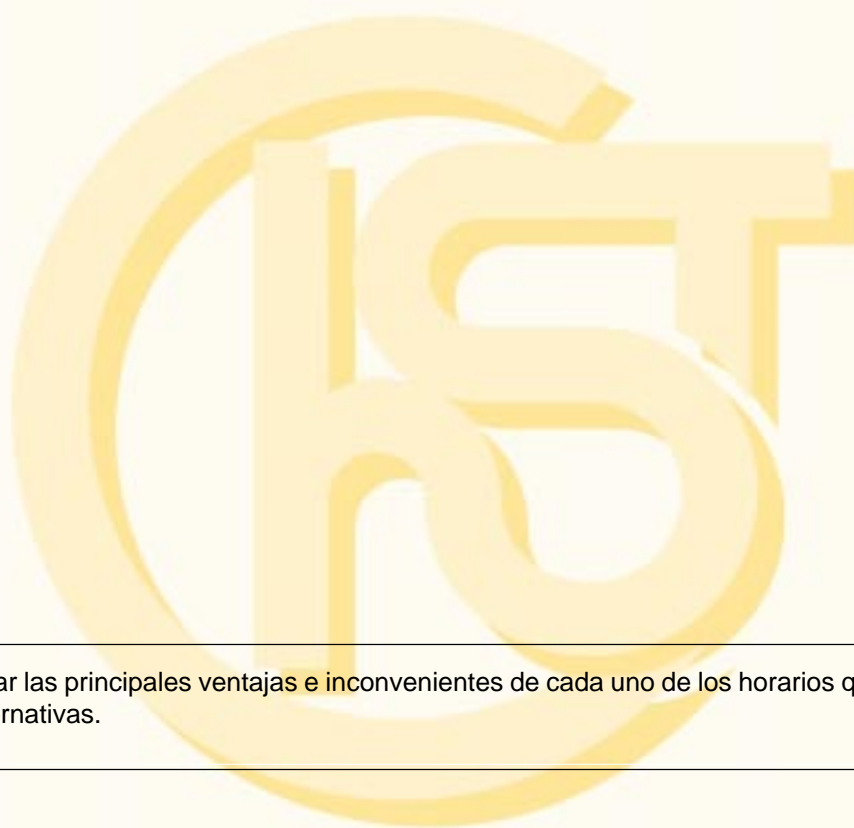 ar las principales ventajas e inconvenientes de cada uno de los horarios q
rnativas.